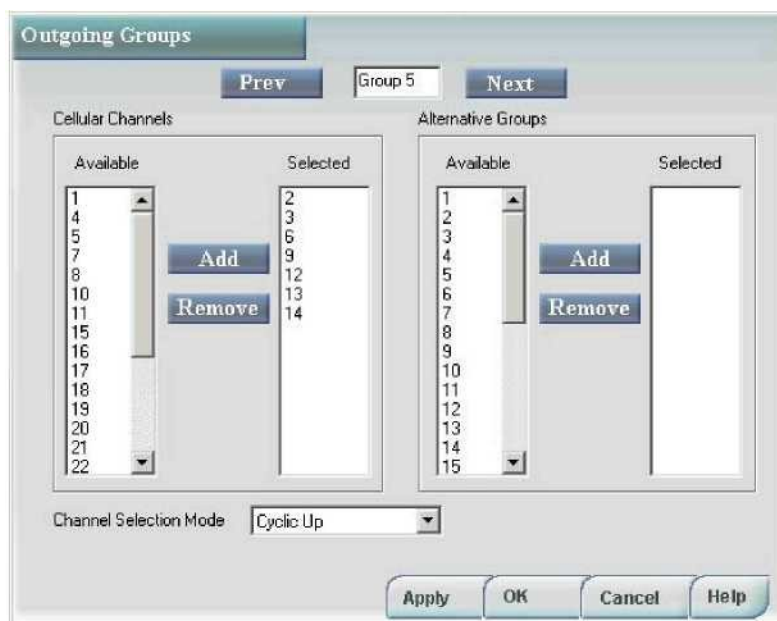 Outgoing Groups
Prev
Group 5
Next
Cellular Channels
Alternative Groups
Available
Selected
1
4
5
7
8
10
11
15
16
17
18
19
20
21
22
Add
Remove
2
3
6
9
12
13
14
Available
Selected
1
2
3
4
5
6
7
8
9
10
11
12
13
14
15
Add
Remove
Channel Selection Mode
Cyclic Up
Apply
OK
Cancel
Help